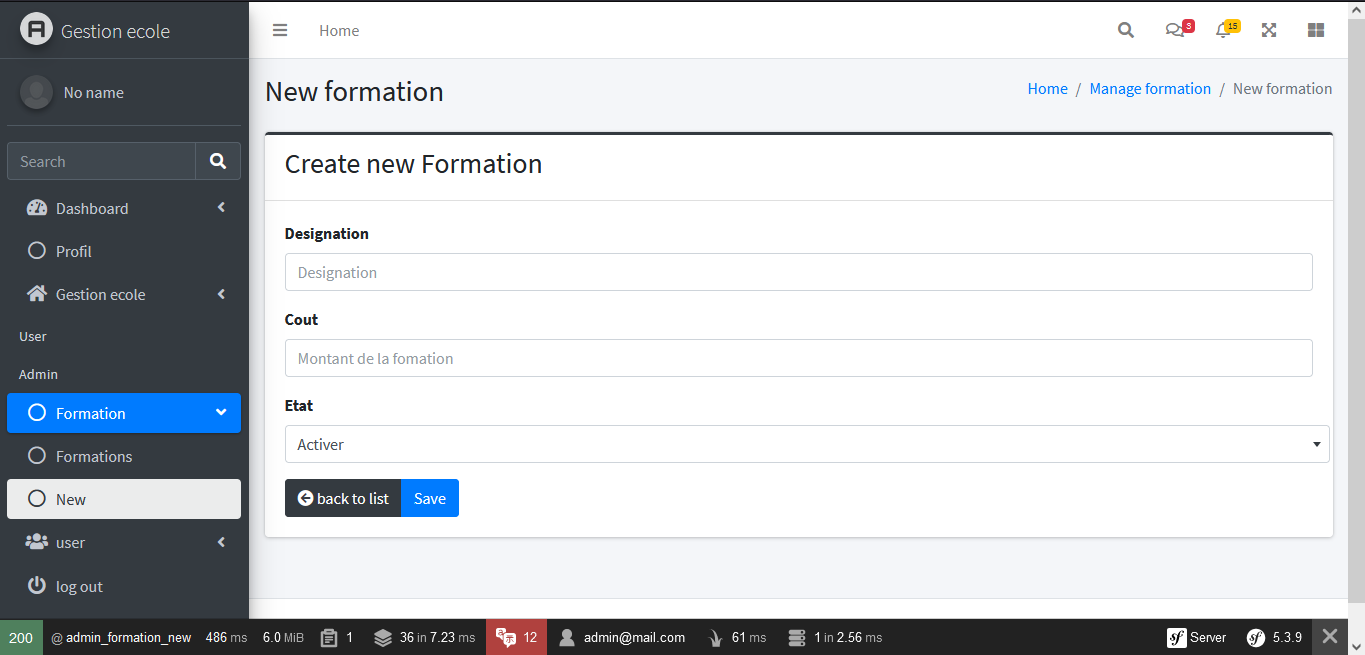 Gestion ecole
Home
3
15
No name
New formation
Home / Manage formation / New formation
Search
Create new Formation
Dashboard
Profil
Gestion ecole
User
Admin
Formation
Formations
New
user
log out
Designation
Designation
Cout
Montant de la fomation
Etat
Activer
back to list
Save
200 @ admin_formation_new 486 ms 6.0 MiB 1 36 in 7.23 ms 12 admin@mail.com 61 ms 1 in 2.56 ms Server 5.3.9